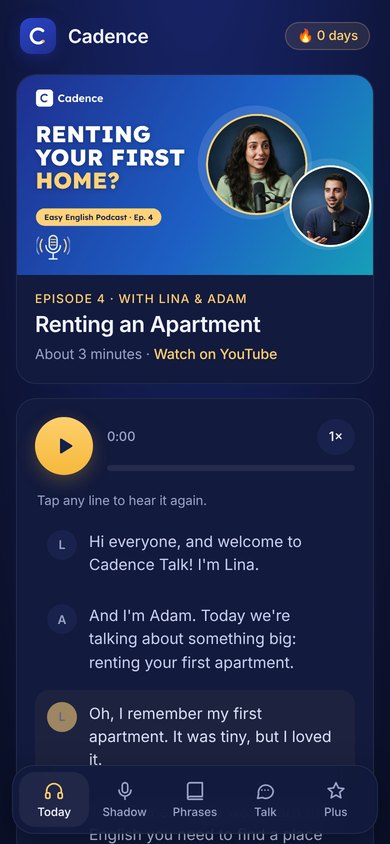 C Cadence
🔥 0 days
C Cadence
RENTING
YOUR FIRST
HOME?
Easy English Podcast · Ep. 4
EPISODE 4 · WITH LINA & ADAM
Renting an Apartment
About 3 minutes · Watch on YouTube
0:00
1×
Tap any line to hear it again.
L
Hi everyone, and welcome to
Cadence Talk! I'm Lina.
A
And I'm Adam. Today we're
talking about something big:
renting your first apartment.
L
Oh, I remember my first
apartment. It was tiny, but I loved
it.
Today
Shadow
Phrases
Talk
Plus
English you need to find a place